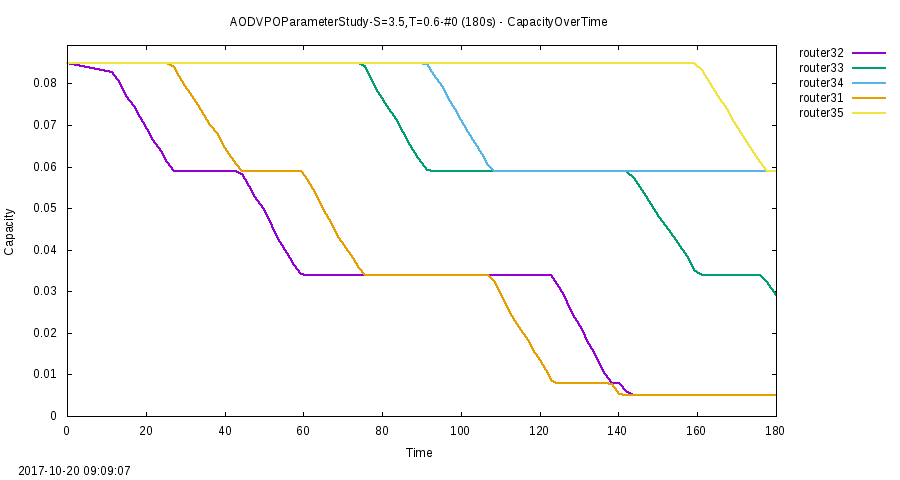 AODVPOParameterStudy-S=3.5,T=0.6-#0 (180s) - CapacityOverTime
router32
router33
router34
router31
router35
0.08
0.07
0.06
0.05
0.04
0.03
0.02
0.01
0
Capacity
0 20 40 60 80 100 120 140 160 180
Time
2017-10-20 09:09:07